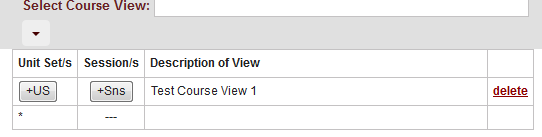 Select Course View:
Unit Set/s Session/s Description of View
+US +Sns Test Course View 1 delete
* ---